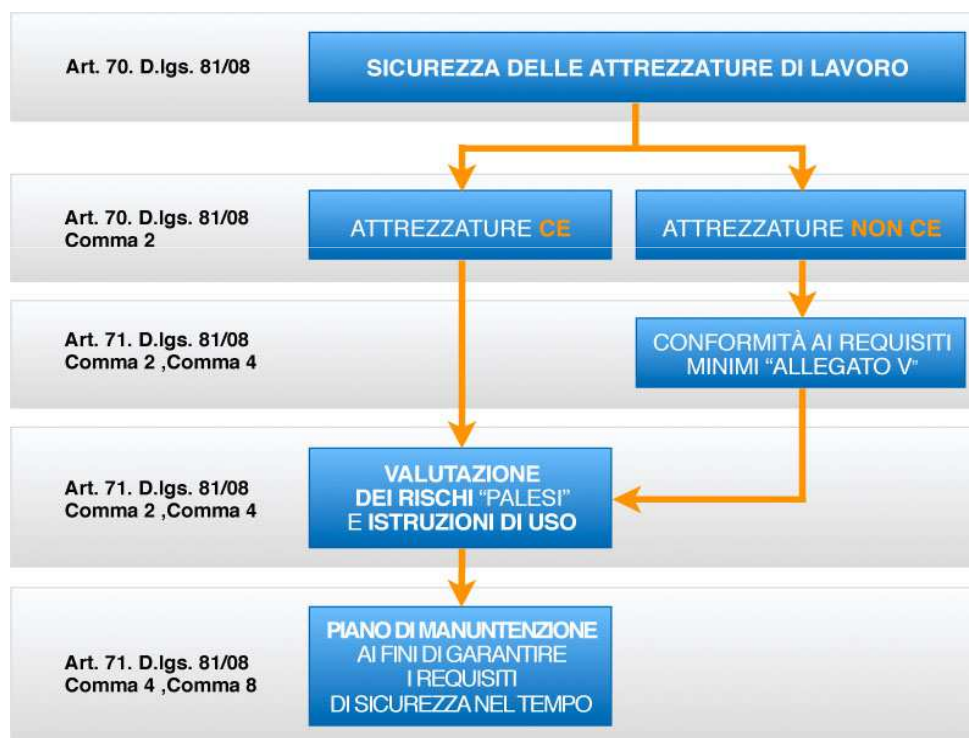 Art. 70. D.lgs. 81/08
SICUREZZA DELLE ATTREZZATURE DI LAVORO
Art. 70. D.lgs. 81/08
Comma 2
ATTREZZATURE CE
ATTREZZATURE NON CE
Art. 71. D.lgs. 81/08
Comma 2 ,Comma 4
CONFORMITÀ AI REQUISITI
MINIMI “ALLEGATO V”
Art. 71. D.lgs. 81/08
Comma 2 ,Comma 4
VALUTAZIONE
DEI RISCHI “PALESI”
E ISTRUZIONI DI USO
Art. 71. D.lgs. 81/08
Comma 4 ,Comma 8
PIANO DI MANUNTENZIONE
AI FINI DI GARANTIRE
I REQUISITI
DI SICUREZZA NEL TEMPO